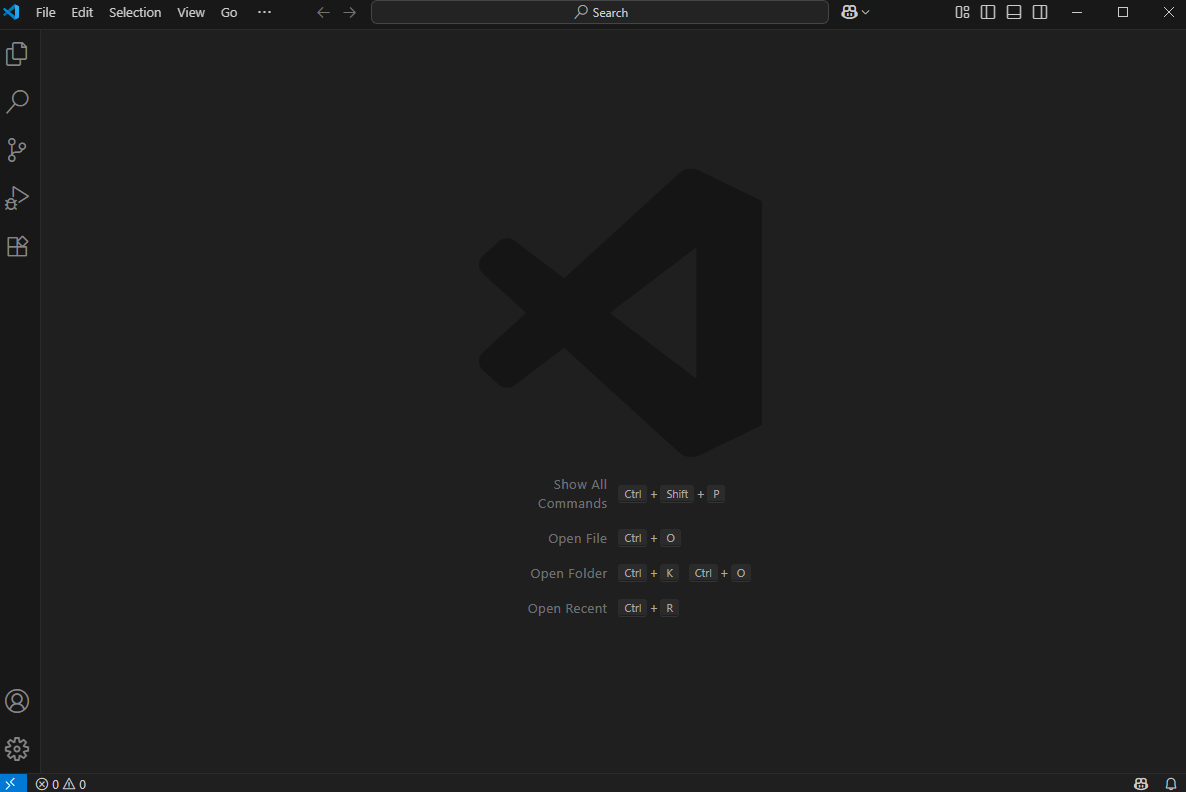 File Edit Selection View Go ··· Search
Show All
Commands Ctrl + Shift + P
Open File Ctrl + O
Open Folder Ctrl + K Ctrl + O
Open Recent Ctrl + R
0 0